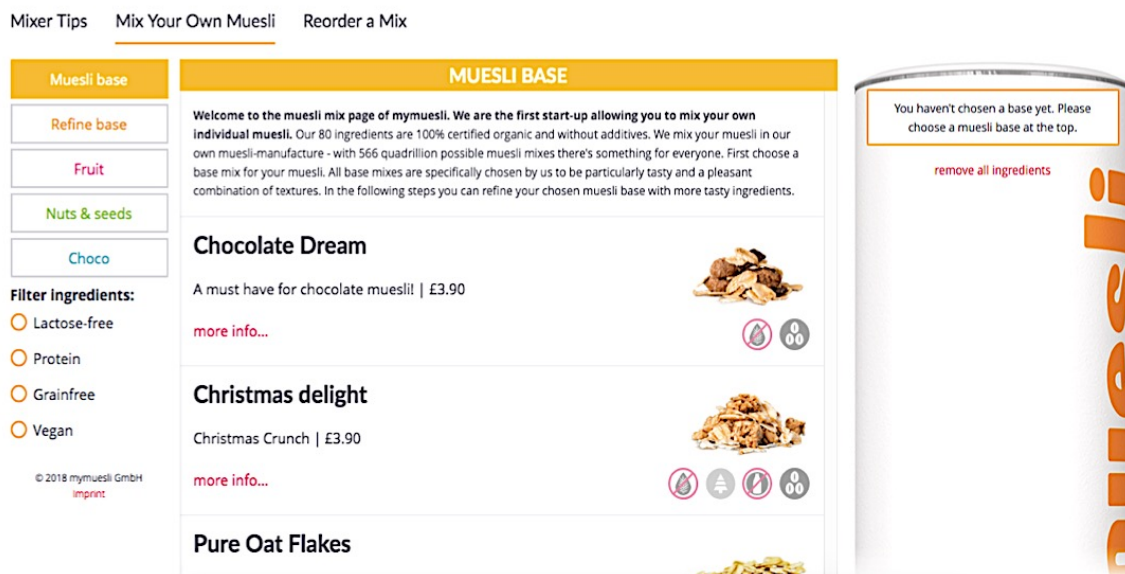 Mixer Tips
Mix Your Own Muesli
Reorder a Mix
Muesli base
Refine base
Fruit
Nuts & seeds
Choco
Filter ingredients:
Lactose-free
Protein
Grainfree
Vegan
© 2018 mymuesli GmbH
Imprint
MUESLI BASE
Welcome to the muesli mix page of mymuesli. We are the first start-up allowing you to mix your own
individual muesli. Our 80 ingredients are 100% certified organic and without additives. We mix your muesli in our
own muesli-manufacture - with 566 quadrillion possible muesli mixes there's something for everyone. First choose a
base mix for your muesli. All base mixes are specifically chosen by us to be particularly tasty and a pleasant
combination of textures. In the following steps you can refine your chosen muesli base with more tasty ingredients.
Chocolate Dream
A must have for chocolate muesli! | £3.90
more info...
Christmas delight
Christmas Crunch | £3.90
more info...
Pure Oat Flakes
You haven't chosen a base yet. Please
choose a muesli base at the top.
remove all ingredients
uesli